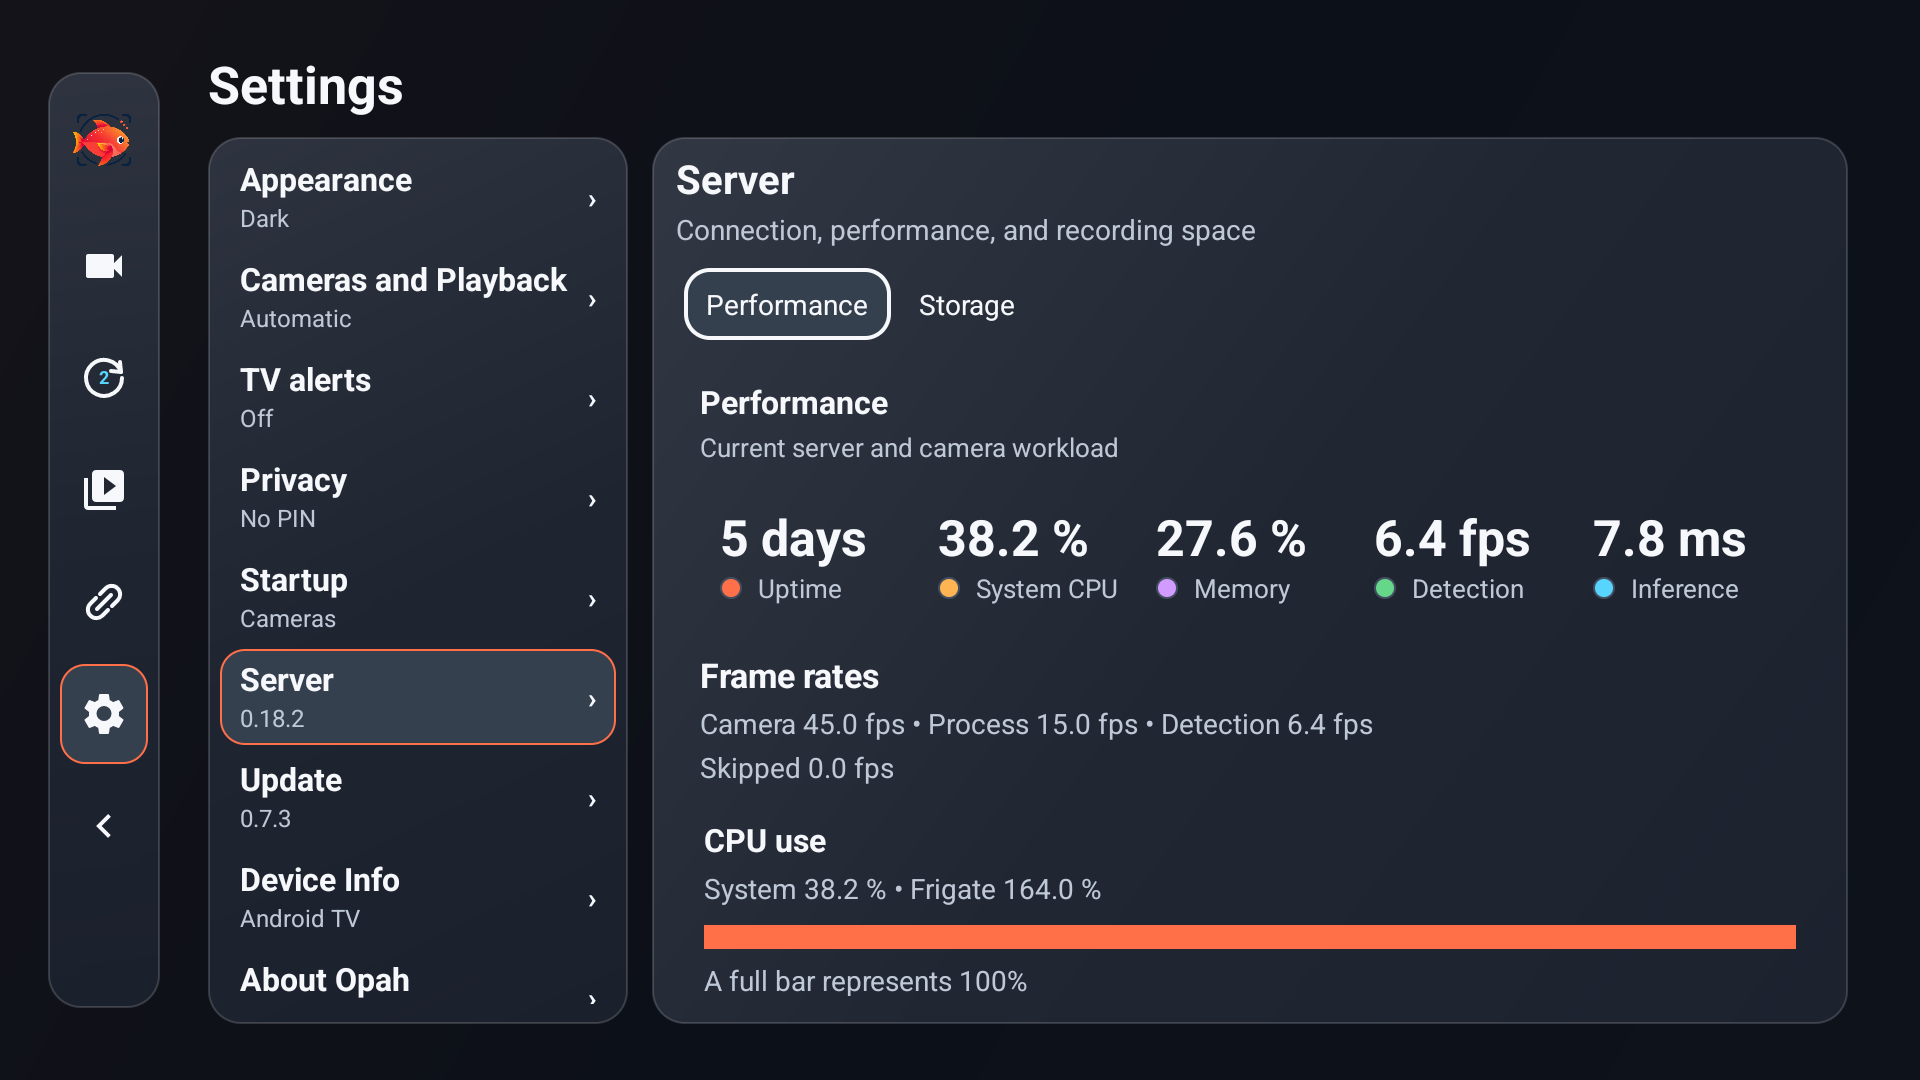 Settings
2
Appearance
Dark
Cameras and Playback
Automatic
TV alerts
Off
Privacy
No PIN
Startup
Cameras
Server
0.18.2
Update
0.7.3
Device Info
Android TV
About Opah
Server
Connection, performance, and recording space
Performance
Storage
Performance
Current server and camera workload
5 days
38.2 %
27.6 %
6.4 fps
7.8 ms
Uptime
System CPU
Memory
Detection
Inference
Frame rates
Camera 45.0 fps • Process 15.0 fps • Detection 6.4 fps
Skipped 0.0 fps
CPU use
System 38.2 % • Frigate 164.0 %
A full bar represents 100%